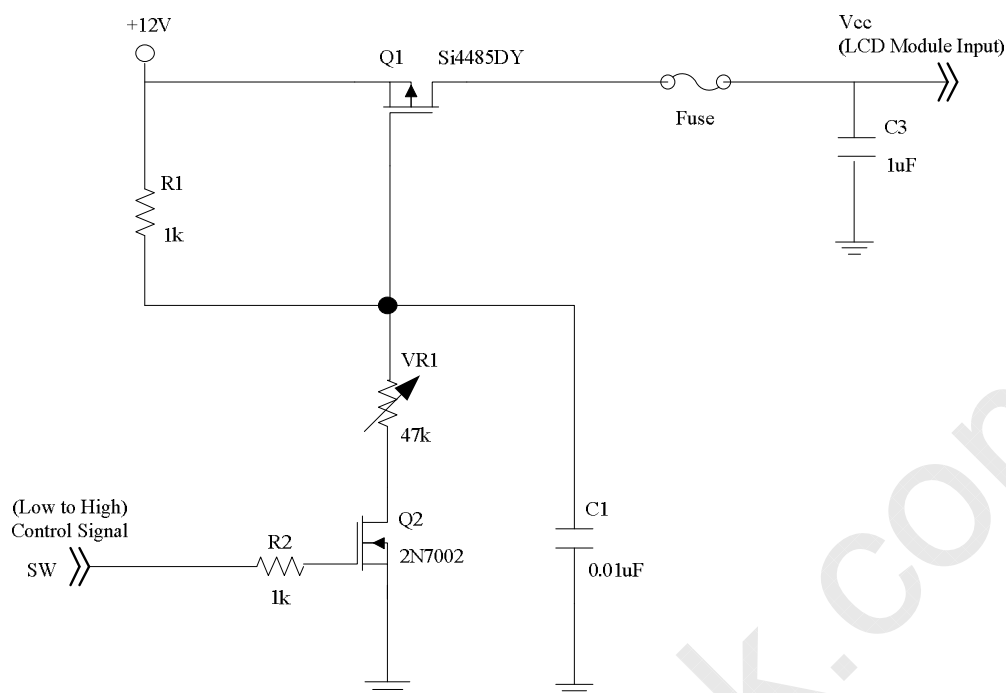 +12V
Q1
Si4485DY
Vcc
(LCD Module Input)
Fuse
C3
1uF
R1
1k
VR1
47k
(Low to High)
Control Signal
SW
R2
1k
Q2
2N7002
C1
0.01uF
k.com